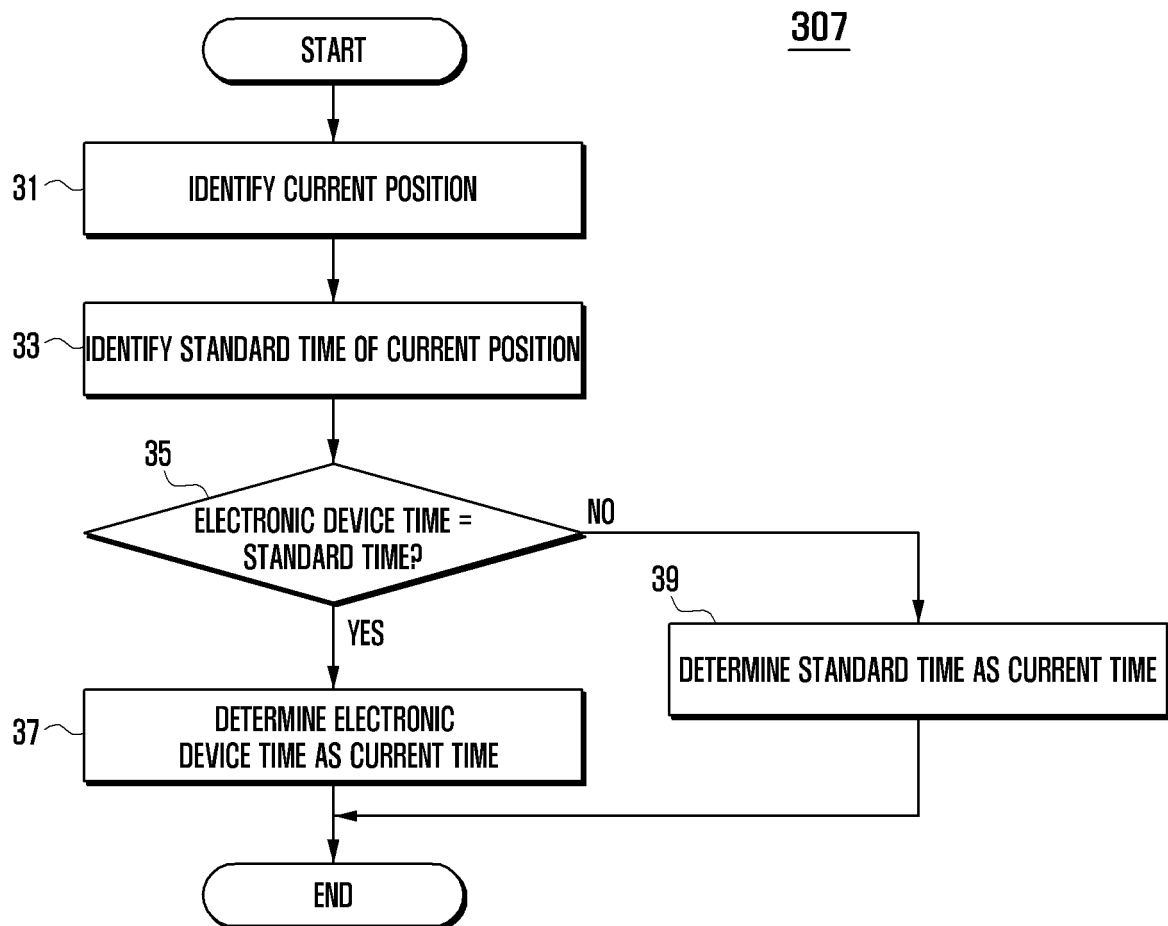 307
START
31
IDENTIFY CURRENT POSITION
33
IDENTIFY STANDARD TIME OF CURRENT POSITION
35
ELECTRONIC DEVICE TIME =
STANDARD TIME?
NO
YES
39
DETERMINE STANDARD TIME AS CURRENT TIME
37
DETERMINE ELECTRONIC
DEVICE TIME AS CURRENT TIME
END